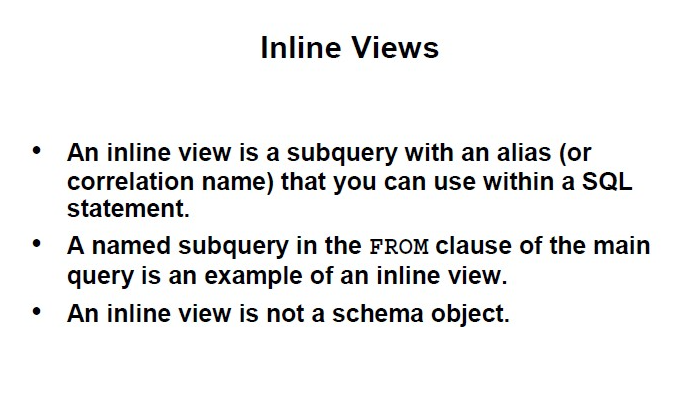 Inline Views
• An inline view is a subquery with an alias (or
correlation name) that you can use within a SQL
statement.
• A named subquery in the FROM clause of the main
query is an example of an inline view.
• An inline view is not a schema object.